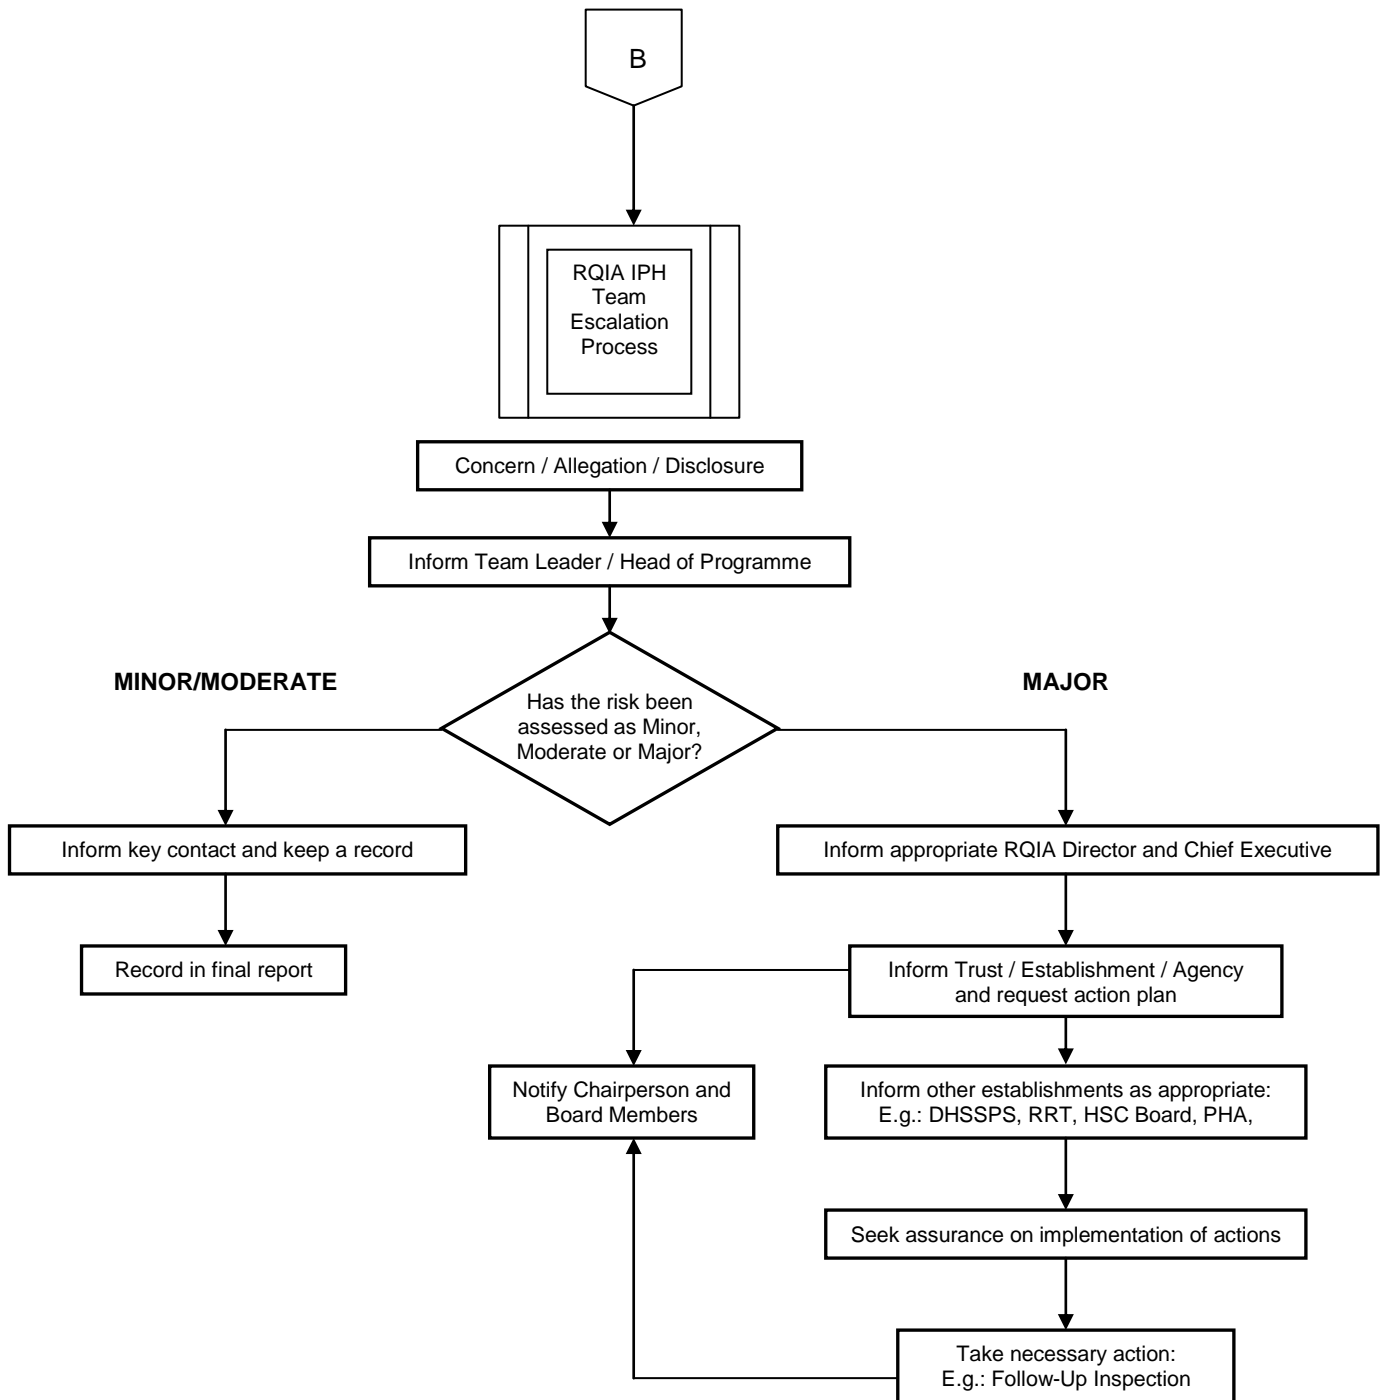 B
RQIA IPH
Team
Escalation
Process
Concern / Allegation / Disclosure
Inform Team Leader / Head of Programme
MINOR/MODERATE
MAJOR
Has the risk been
assessed as Minor,
Moderate or Major?
Inform key contact and keep a record
Inform appropriate RQIA Director and Chief Executive
Record in final report
Inform Trust / Establishment / Agency
and request action plan
Notify Chairperson and
Board Members
Inform other establishments as appropriate:
E.g.: DHSSPS, RRT, HSC Board, PHA,
Seek assurance on implementation of actions
Take necessary action:
E.g.: Follow-Up Inspection